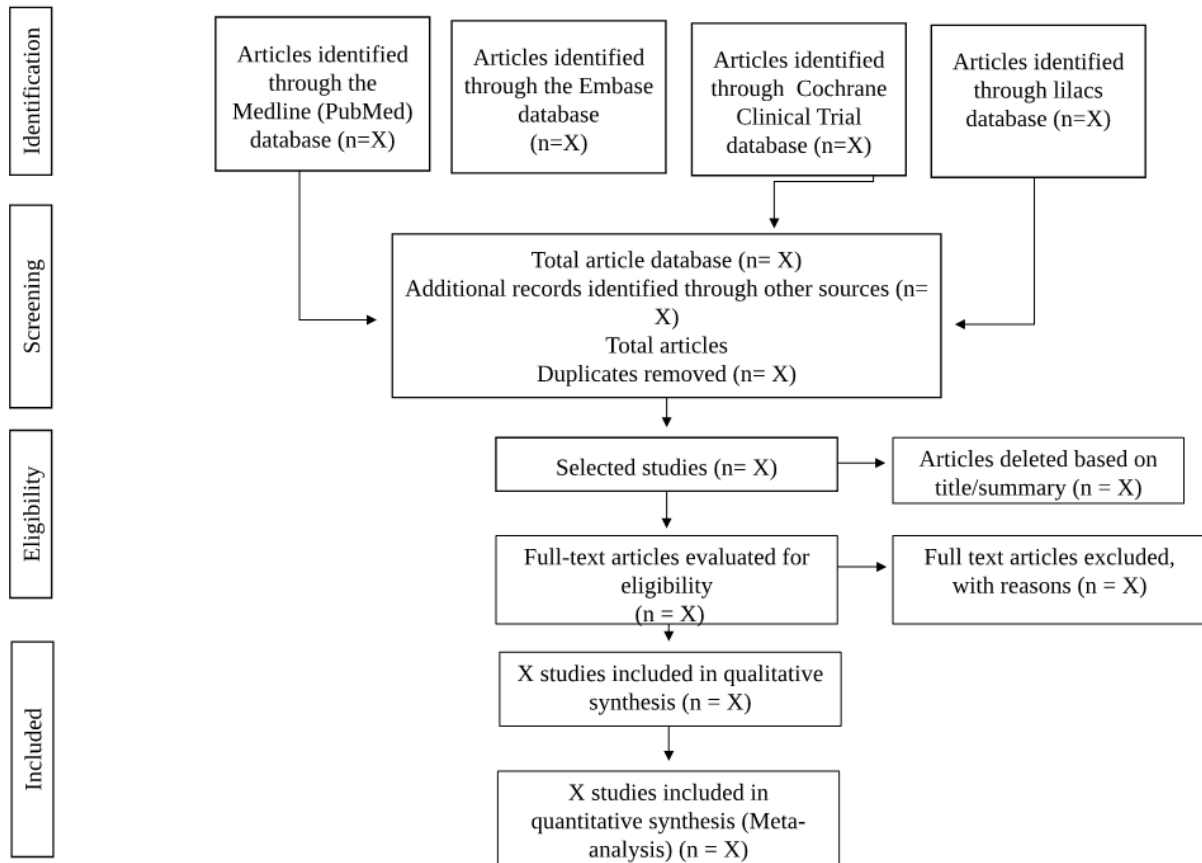 Identification
Articles identified
through the
Medline (PubMed)
database (n=X)
Articles identified
through the Embase
database
(n=X)
Articles identified
through Cochrane
Clinical Trial
database (n=X)
Articles identified
through lilacs
database (n=X)
Screening
Total article database (n= X)
Additional records identified through other sources (n=
X)
Total articles
Duplicates removed (n= X)
Eligibility
Selected studies (n= X)
Articles deleted based on
title/summary (n = X)
Full-text articles evaluated for
eligibility
(n = X)
Full text articles excluded,
with reasons (n = X)
Included
X studies included in qualitative
synthesis (n = X)
X studies included in
quantitative synthesis (Meta-
analysis) (n = X)